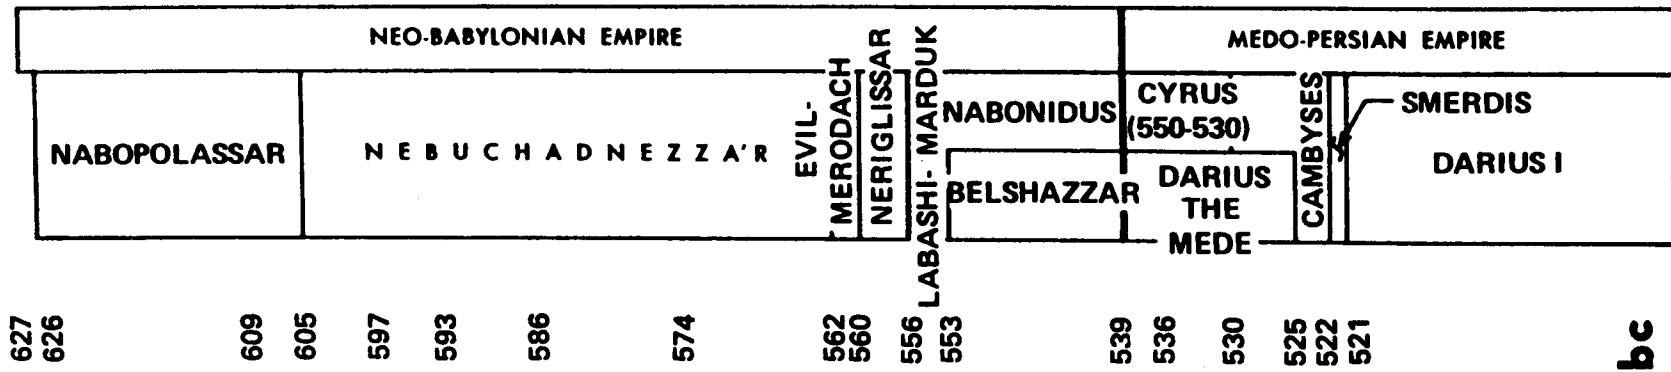 NEO-BABYLONIAN EMPIRE
MEDO-PERSIAN EMPIRE
NABOPOLASSAR
NEBUCHADNEZZA'R
EVIL-
MERODACH
NERIGLISSAR
LABASHI- MARDUK
NABONIDUS
BELSHAZZAR
CYRUS
(550-530)
DARIUS
THE
MEDE
CAMBYSES
SMERDIS
DARIUS I
627
626
609
605
597
593
586
574
562
560
556
553
539
536
530
525
522
521
bc